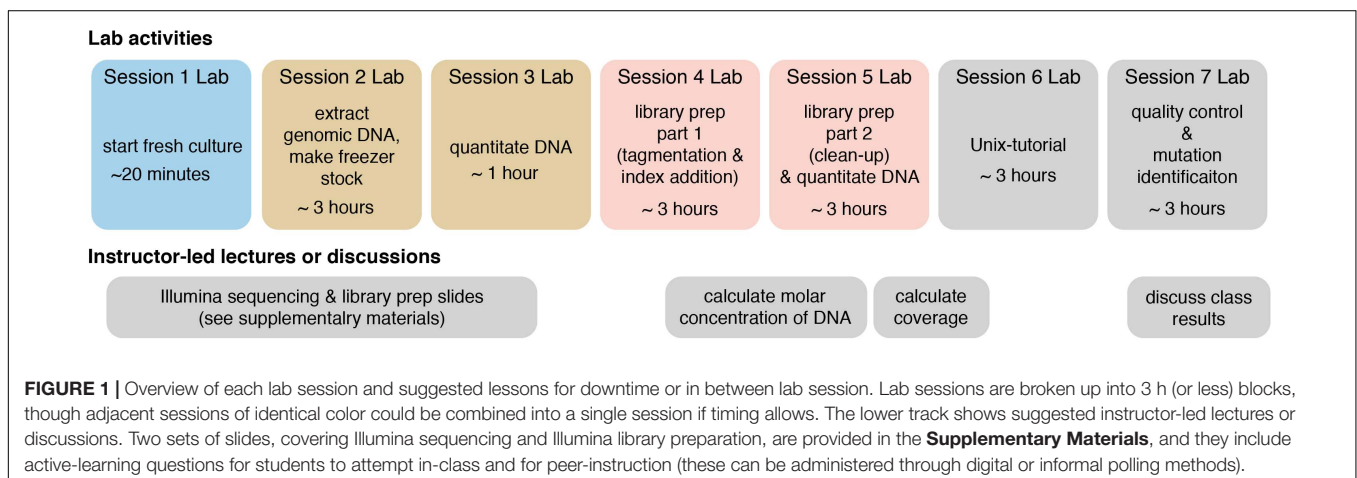 Lab activities
Session 1 Lab
start fresh culture
~20 minutes
Session 2 Lab
extract
genomic DNA,
make freezer
stock
~ 3 hours
Session 3 Lab
quantitate DNA
~ 1 hour
Session 4 Lab
library prep
part 1
(tagmentation &
index addition)
~ 3 hours
Session 5 Lab
library prep
part 2
(clean-up)
& quantitate DNA
~ 3 hours
Session 6 Lab
Unix-tutorial
~ 3 hours
Session 7 Lab
quality control
&
mutation
identificaiton
~ 3 hours
Instructor-led lectures or discussions
Illumina sequencing & library prep slides
(see supplementalry materials)
calculate molar
concentration of DNA
calculate
coverage
discuss class
results
FIGURE 1 | Overview of each lab session and suggested lessons for downtime or in between lab session. Lab sessions are broken up into 3 h (or less) blocks,
though adjacent sessions of identical color could be combined into a single session if timing allows. The lower track shows suggested instructor-led lectures or
discussions. Two sets of slides, covering Illumina sequencing and Illumina library preparation, are provided in the Supplementary Materials, and they include
active-learning questions for students to attempt in-class and for peer-instruction (these can be administered through digital or informal polling methods).